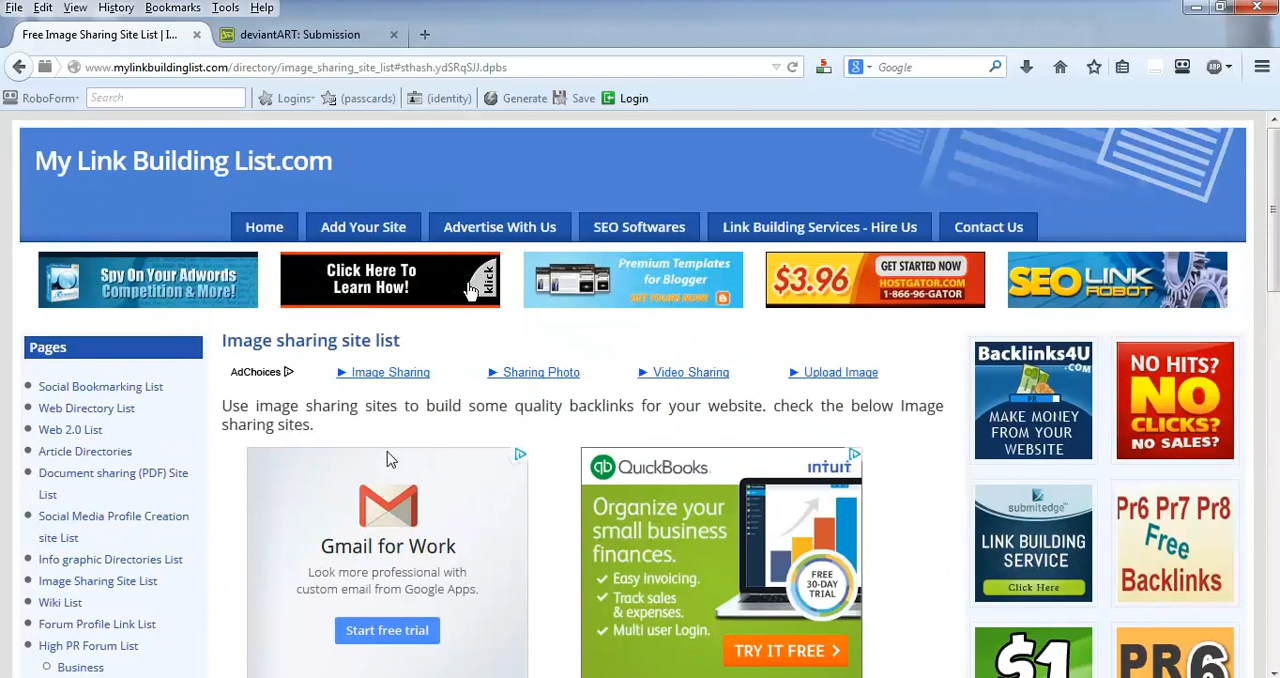 File Edit View History Bookmarks Tools Help
Free Image Sharing Site List | I... × deviantART: Submission × +
www.mylinkbuildinglist.com/directory/image_sharing_site_list#sthash.ydSRqSJJ.dpbs
5
g Google
ABP
RoboForm Search Logins (passcards) (identity) Generate Save Login
My Link Building List.com
Home Add Your Site Advertise With Us SEO Softwares Link Building Services - Hire Us Contact Us
Spy On Your Adwords
Competition & More!
Click Here To
Learn How!
klick
Premium Templates
for Blogger
GET YOURS NOW
$3.96
GET STARTED NOW
HOSTGATOR.COM
1-866-96-GATOR
SEO LINK
ROBOT
Pages
Social Bookmarking List
Web Directory List
Web 2.0 List
Article Directories
Document sharing (PDF) Site
List
Social Media Profile Creation
site List
Info graphic Directories List
Image Sharing Site List
Wiki List
Forum Profile Link List
High PR Forum List
Business
Image sharing site list
AdChoices ► Image Sharing ► Sharing Photo ► Video Sharing ► Upload Image
Use image sharing sites to build some quality backlinks for your website. check the below Image
sharing sites.
Gmail for Work
Look more professional with
custom email from Google Apps.
Start free trial
qb QuickBooks. intuit
Organize your
small business
finances.
✓ Easy invoicing.
✓ Track sales
& expenses.
✓ Multi user Login.
FREE
30-DAY
TRIAL
TRY IT FREE >
Backlinks4U
.COM
PR
MAKE MONEY
FROM YOUR
WEBSITE
NO HITS?
NO
CLICKS?
NO SALES?
submitedge
LINK BUILDING
SERVICE
Click Here
Pr6 Pr7 Pr8
Free
Backlinks
$1
PR6